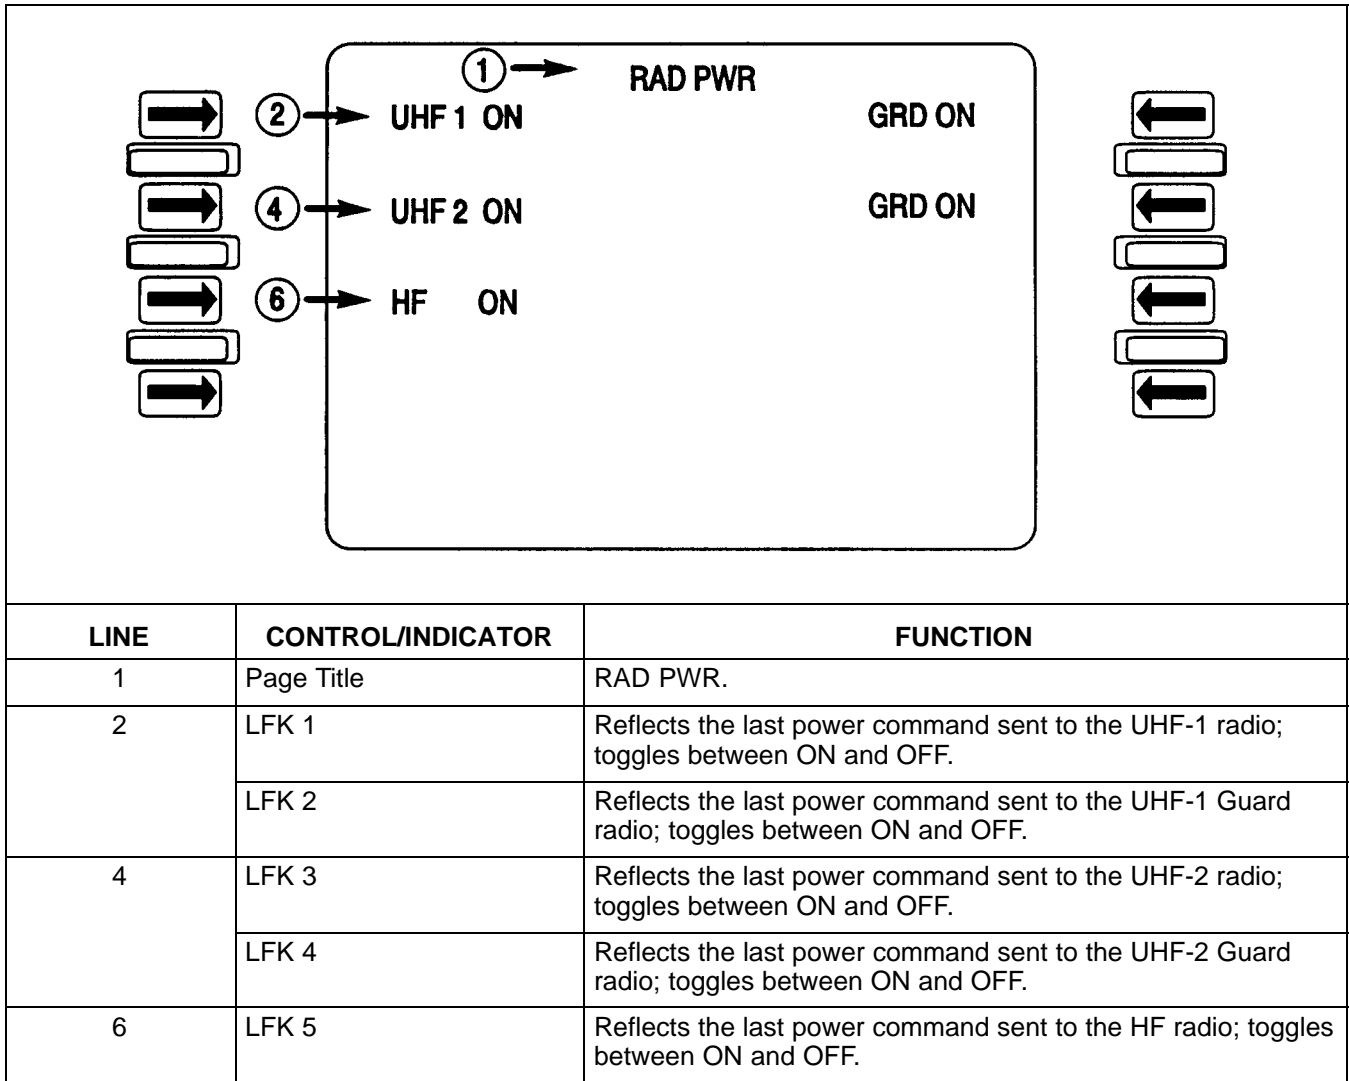 1 RAD PWR
2 UHF 1 ON GRD ON
4 UHF 2 ON GRD ON
6 HF ON
LINE CONTROL/INDICATOR FUNCTION
1 Page Title RAD PWR.
2 LFK 1 Reflects the last power command sent to the UHF-1 radio;
toggles between ON and OFF.
LFK 2 Reflects the last power command sent to the UHF-1 Guard
radio; toggles between ON and OFF.
4 LFK 3 Reflects the last power command sent to the UHF-2 radio;
toggles between ON and OFF.
LFK 4 Reflects the last power command sent to the UHF-2 Guard
radio; toggles between ON and OFF.
6 LFK 5 Reflects the last power command sent to the HF radio; toggles
between ON and OFF.